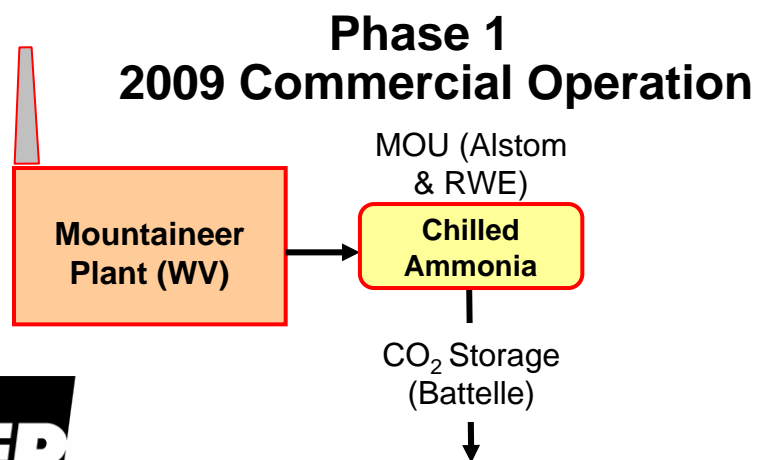 Phase 1
2009 Commercial Operation
MOU (Alstom
& RWE)
Mountaineer
Plant (WV)
Chilled
Ammonia
CO₂ Storage
(Battelle)